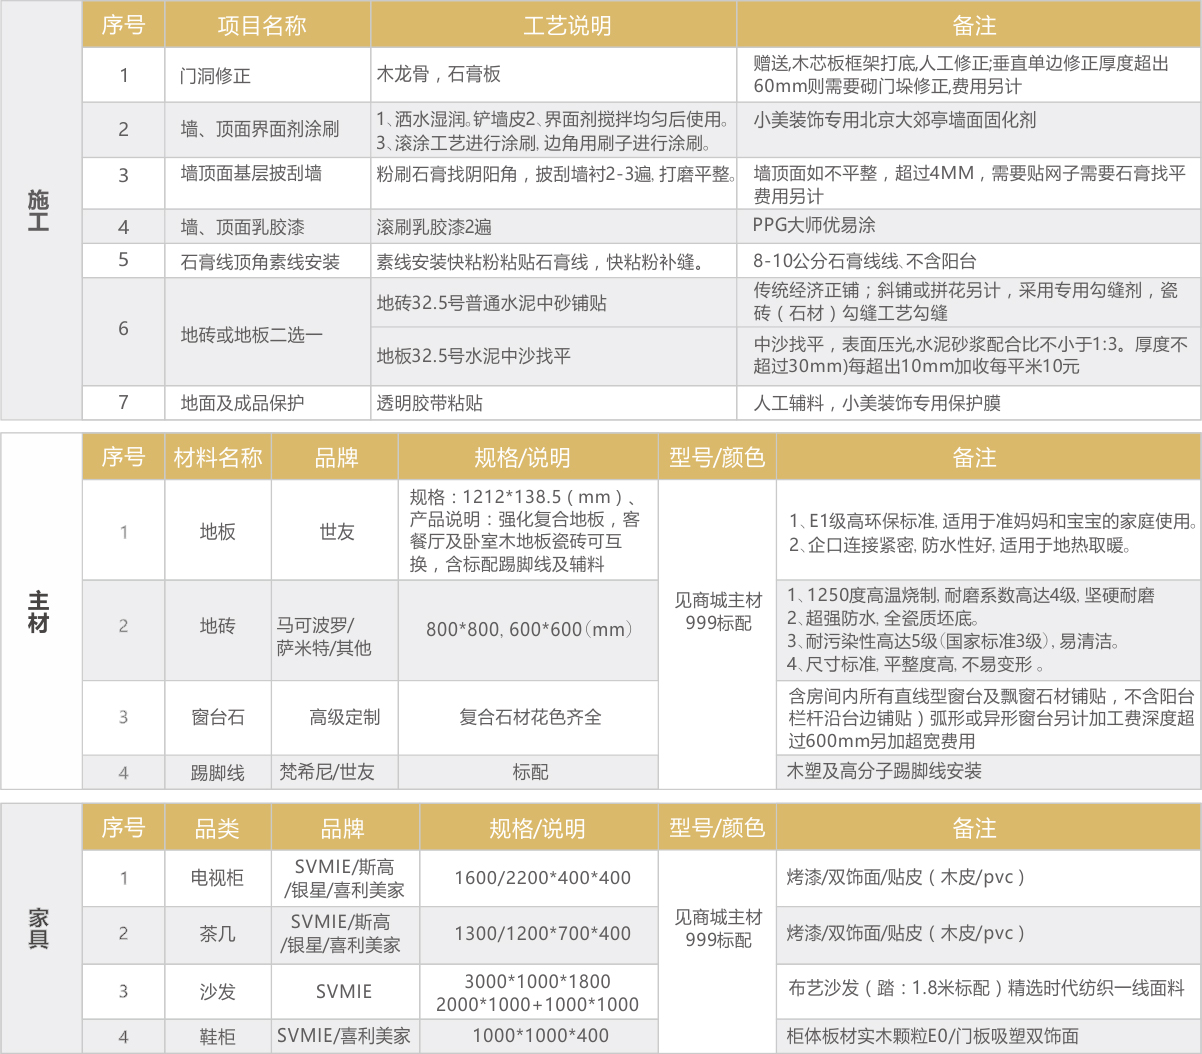 施工
序号 项目名称 工艺说明 备注
1 门洞修正 木龙骨，石膏板 赠送,木芯板框架打底,人工修正;垂直单边修正厚度超出
60mm则需要砌门垛修正,费用另计
2 墙、顶面界面剂涂刷 1、洒水湿润。铲墙皮2、界面剂搅拌均匀后使用。
3、滚涂工艺进行涂刷, 边角用刷子进行涂刷。
小美装饰专用北京大郊亭墙面固化剂
3 墙顶面基层披刮墙 粉刷石膏找阴阳角，披刮墙衬2-3遍, 打磨平整。 墙顶面如不平整，超过4MM，需要贴网子需要石膏找平
费用另计
4 墙、顶面乳胶漆 滚刷乳胶漆2遍 PPG大师优易涂
5 石膏线顶角素线安装 素线安装快粘粉粘贴石膏线，快粘粉补缝。 8-10公分石膏线线、不含阳台
6 地砖或地板二选一 地砖32.5号普通水泥中砂铺贴 传统经济正铺；斜铺或拼花另计，采用专用勾缝剂，瓷
砖（石材）勾缝工艺勾缝
地板32.5号水泥中沙找平 中沙找平，表面压光,水泥砂浆配合比不小于1:3。厚度不
超过30mm)每超出10mm加收每平米10元
7 地面及成品保护 透明胶带粘贴 人工辅料，小美装饰专用保护膜
主材
序号 材料名称 品牌 规格/说明 型号/颜色 备注
1 地板 世友 规格：1212*138.5（mm）、
产品说明：强化复合地板，客
餐厅及卧室木地板瓷砖可互
换，含标配踢脚线及辅料
1、E1级高环保标准, 适用于准妈妈和宝宝的家庭使用。
2、企口连接紧密, 防水性好, 适用于地热取暖。
见商城主材
999标配
2 地砖 马可波罗/
萨米特/其他
800*800, 600*600（mm）
1、1250度高温烧制, 耐磨系数高达4级, 坚硬耐磨
2、超强防水, 全瓷质坯底。
3、耐污染性高达5级（国家标准3级）, 易清洁。
4、尺寸标准, 平整度高, 不易变形 。
3 窗台石 高级定制 复合石材花色齐全 含房间内所有直线型窗台及飘窗石材铺贴，不含阳台
栏杆沿台边铺贴）弧形或异形窗台另计加工费深度超
过600mm另加超宽费用
4 踢脚线 梵希尼/世友 标配 木塑及高分子踢脚线安装
家具
序号 品类 品牌 规格/说明 型号/颜色 备注
1 电视柜 SVMIE/斯高
/银星/喜利美家
1600/2200*400*400 烤漆/双饰面/贴皮（木皮/pvc）
见商城主材
999标配
2 茶几 SVMIE/斯高
/银星/喜利美家
1300/1200*700*400 烤漆/双饰面/贴皮（木皮/pvc）
3 沙发 SVMIE 3000*1000*1800
2000*1000+1000*1000
布艺沙发（踏：1.8米标配）精选时代纺织一线面料
4 鞋柜 SVMIE/喜利美家 1000*1000*400 柜体板材实木颗粒E0/门板吸塑双饰面